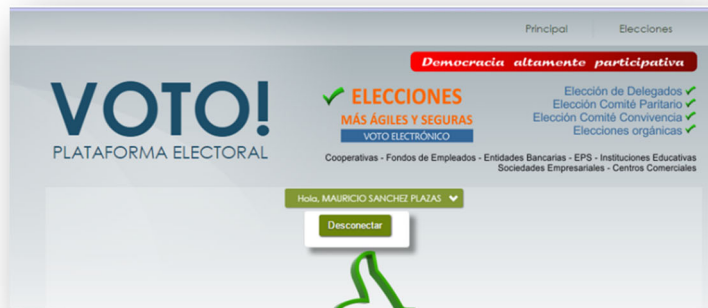 Principal Elecciones
Democracia altamente participativa
VOTO!
PLATAFORMA ELECTORAL
ELECCIONES
MÁS ÁGILES Y SEGURAS
VOTO ELECTRÓNICO
Elección de Delegados
Elección Comité Paritario
Elección Comité Convivencia
Elecciones orgánicas
Cooperativas - Fondos de Empleados - Entidades Bancarias - EPS - Instituciones Educativas
Sociedades Empresariales - Centros Comerciales
Hola, MAURICIO SANCHEZ PLAZAS
Desconectar